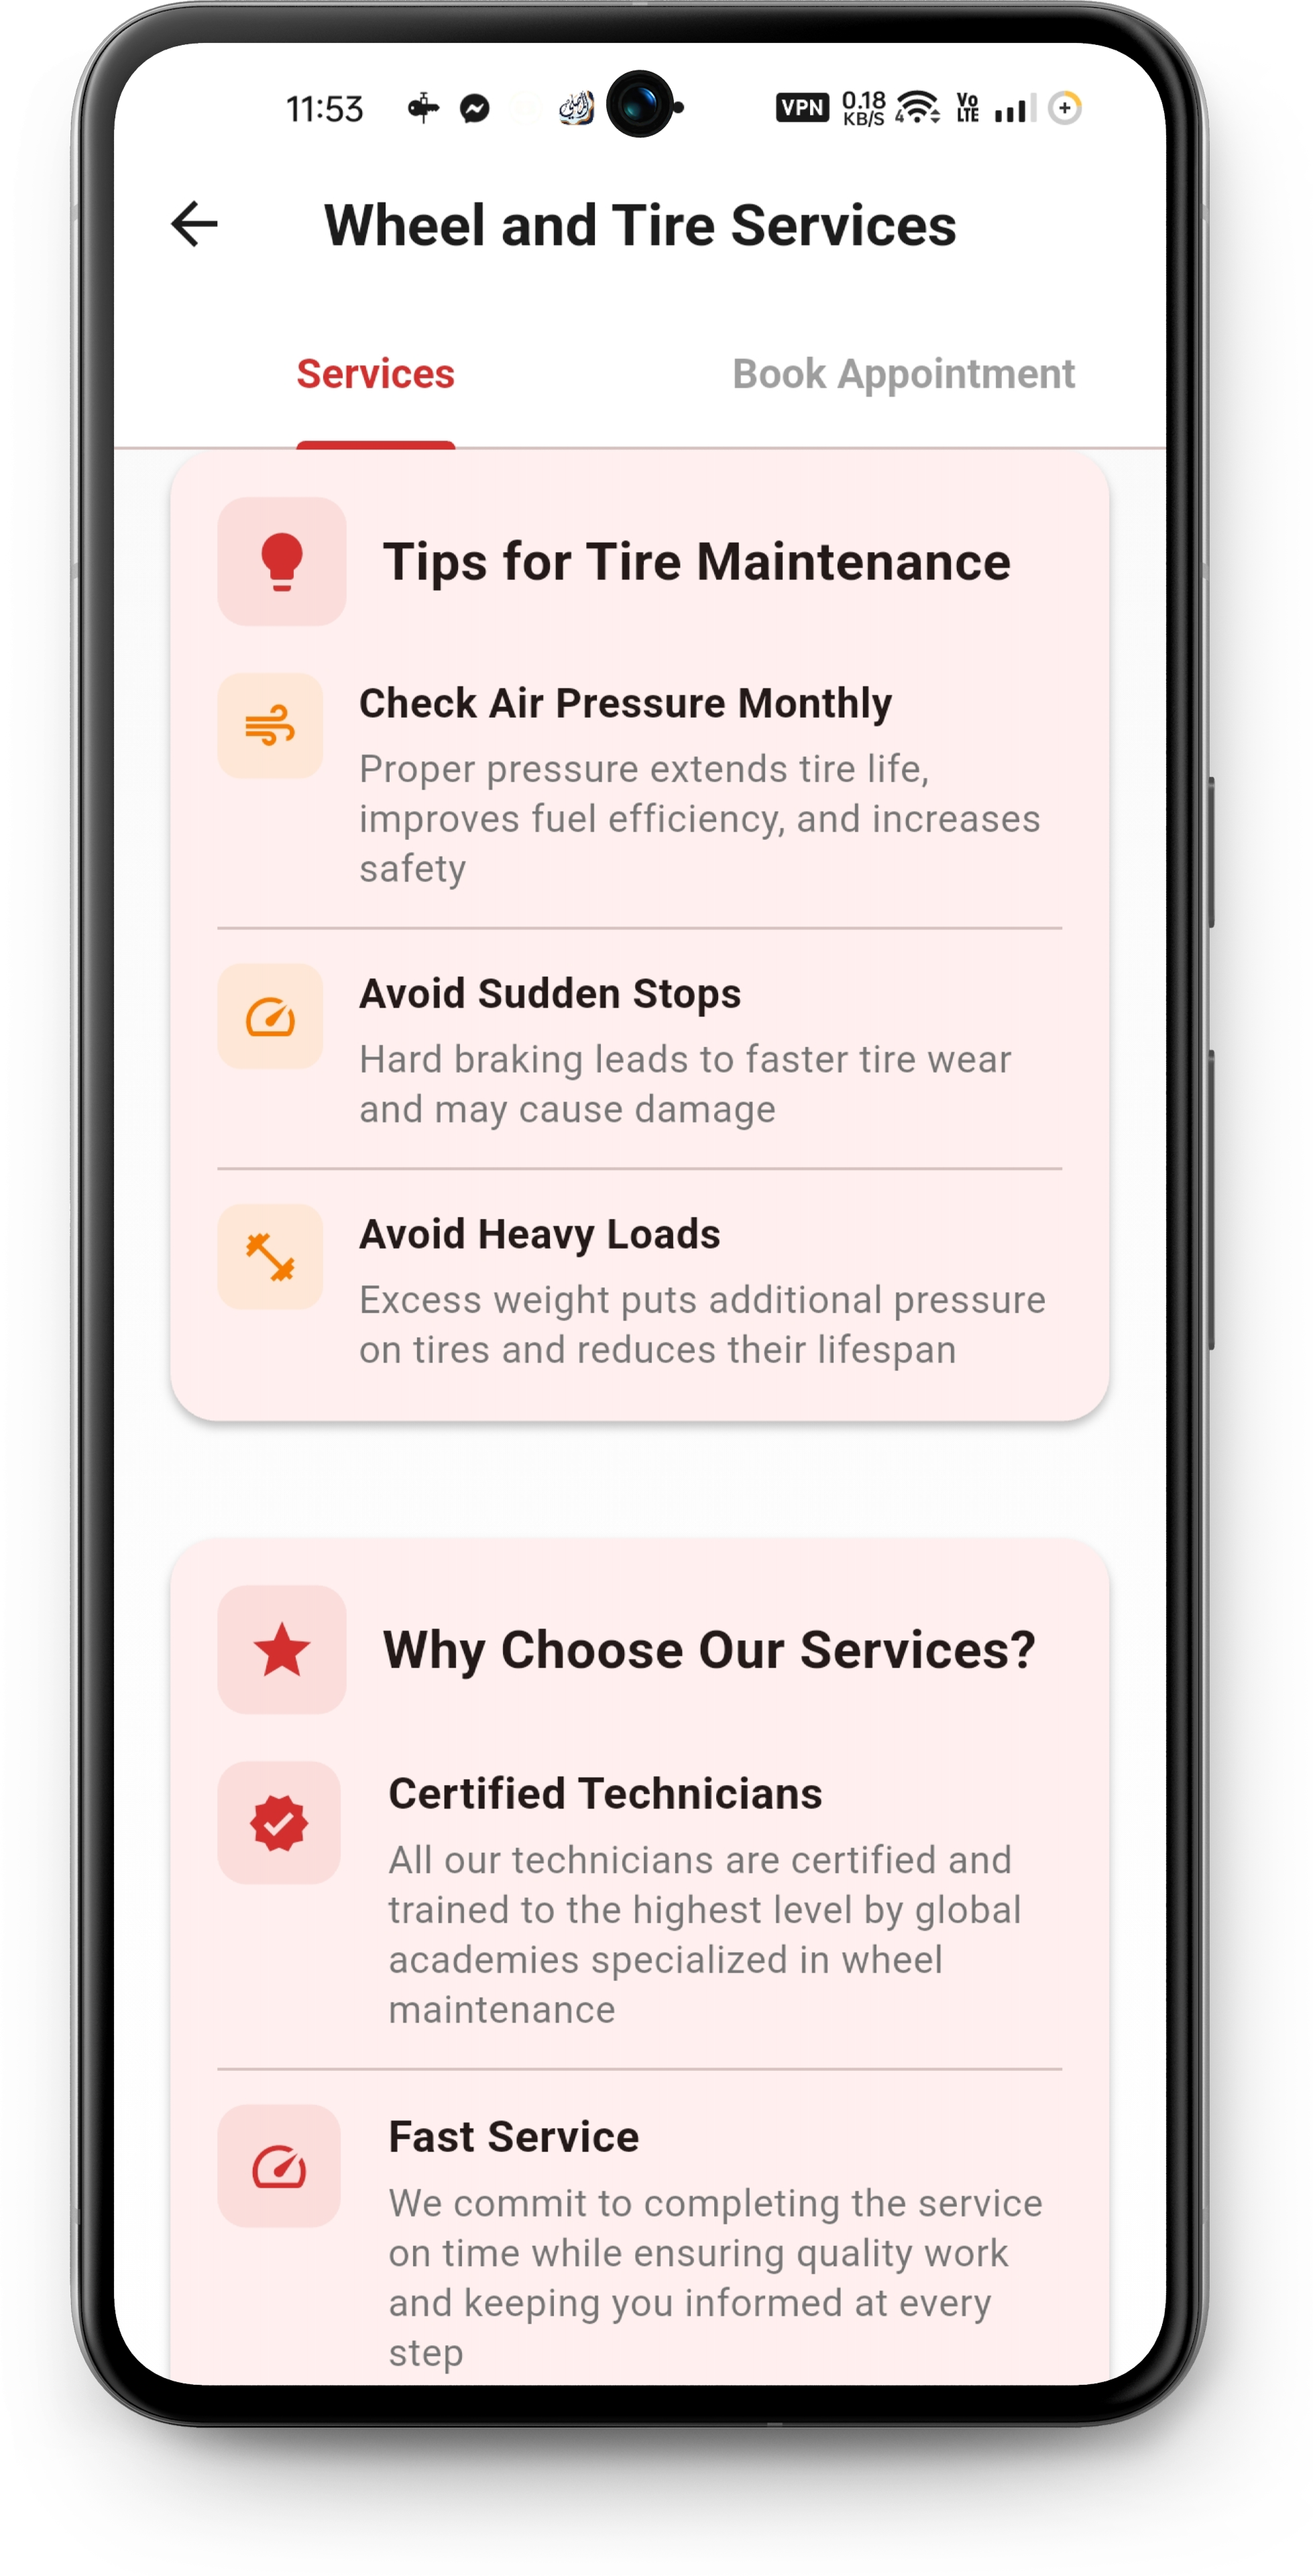 11:53
VPN 0.18 KB/S 4 Vo LTE
Wheel and Tire Services
Services
Book Appointment
Tips for Tire Maintenance
Check Air Pressure Monthly
Proper pressure extends tire life,
improves fuel efficiency, and increases
safety
Avoid Sudden Stops
Hard braking leads to faster tire wear
and may cause damage
Avoid Heavy Loads
Excess weight puts additional pressure
on tires and reduces their lifespan
Why Choose Our Services?
Certified Technicians
All our technicians are certified and
trained to the highest level by global
academies specialized in wheel
maintenance
Fast Service
We commit to completing the service
on time while ensuring quality work
and keeping you informed at every
step